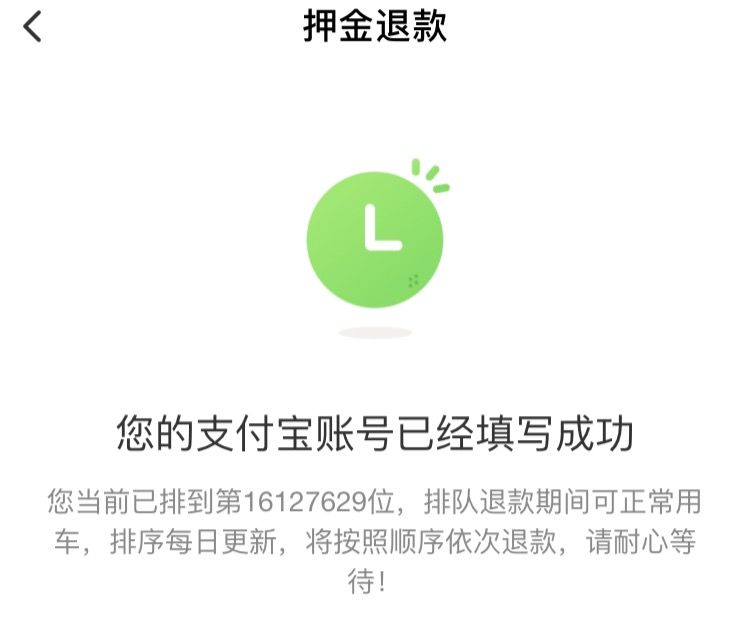 押金退款
您的支付宝账号已经填写成功
您当前已排到第16127629位，排队退款期间可正常用
车，排序每日更新，将按照顺序依次退款，请耐心等
待！